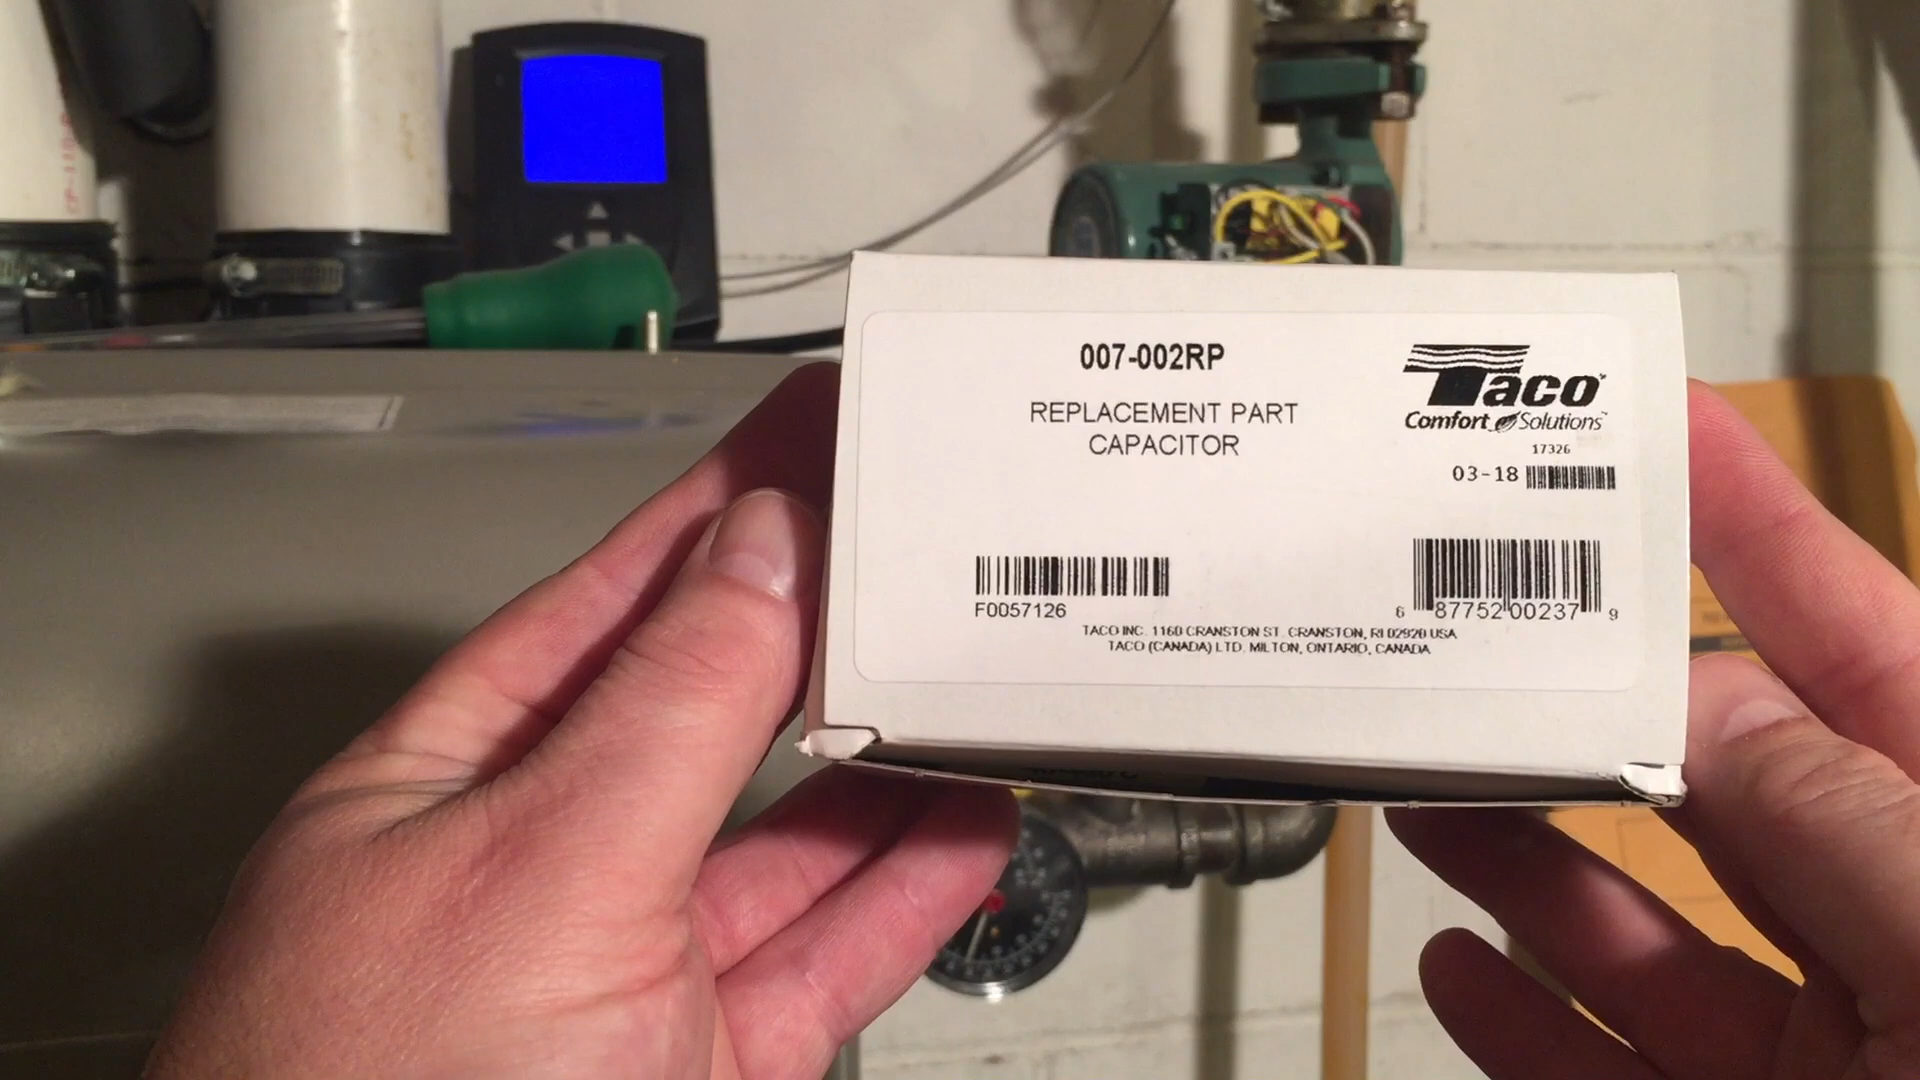 007-002RP
REPLACEMENT PART
CAPACITOR
Taco
Comfort Solutions™
17326
03-18
F0057126
6 87752 00237 9
TACO INC. 1160 CRANSTON ST. CRANSTON, RI 02920 USA
TACO (CANADA) LTD. MILTON, ONTARIO, CANADA